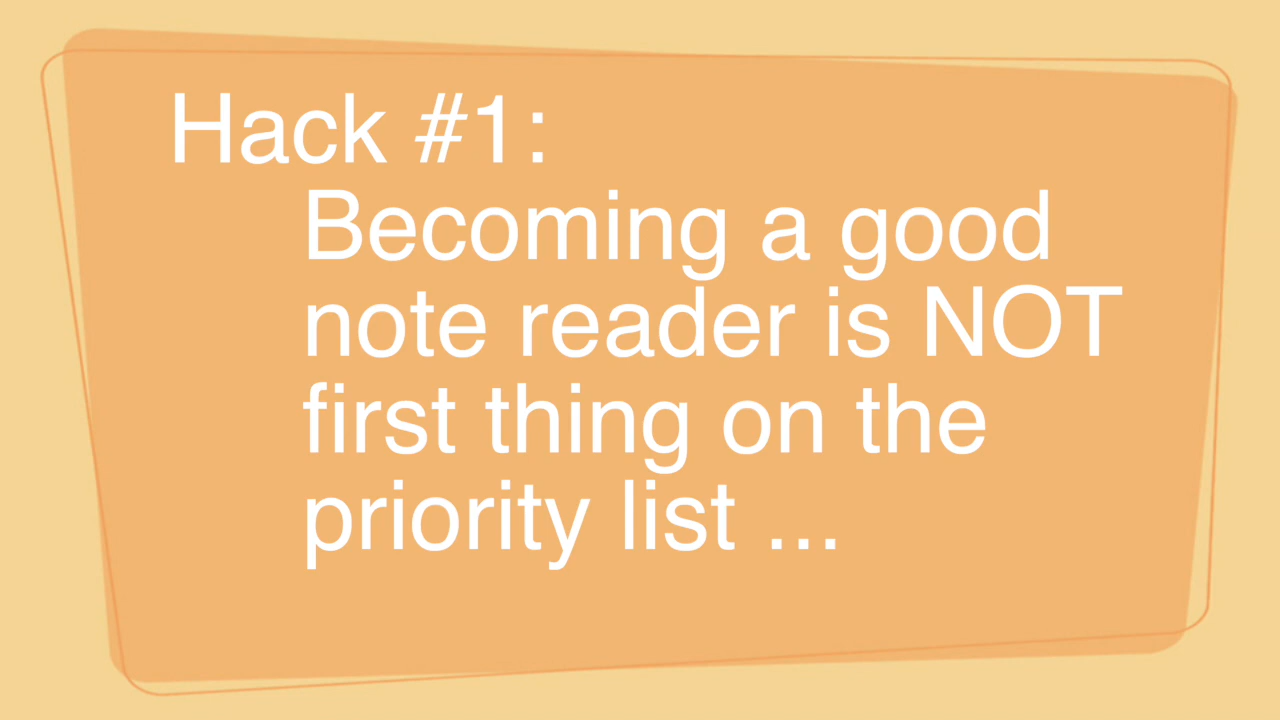 Hack #1:
Becoming a good
note reader is NOT
first thing on the
priority list ...